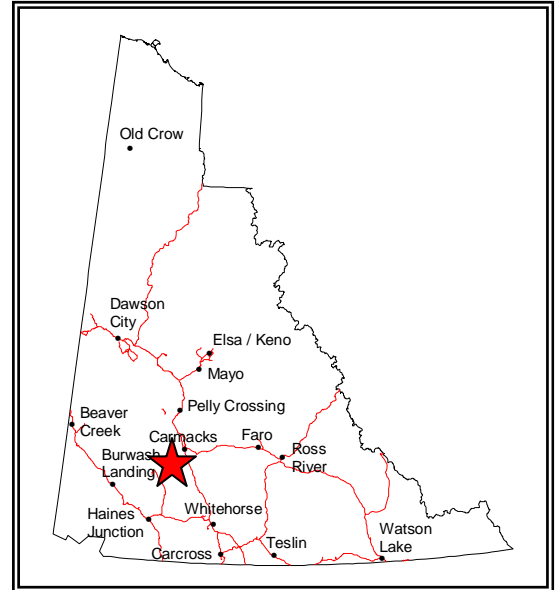 Old Crow
Dawson
City
Elsa / Keno
Mayo
Pelly Crossing
Beaver
Creek
Carmacks
Faro
Ross
River
Burwash
Landing
Whitehorse
Haines
Junction
Watson
Lake
Teslin
Carcross